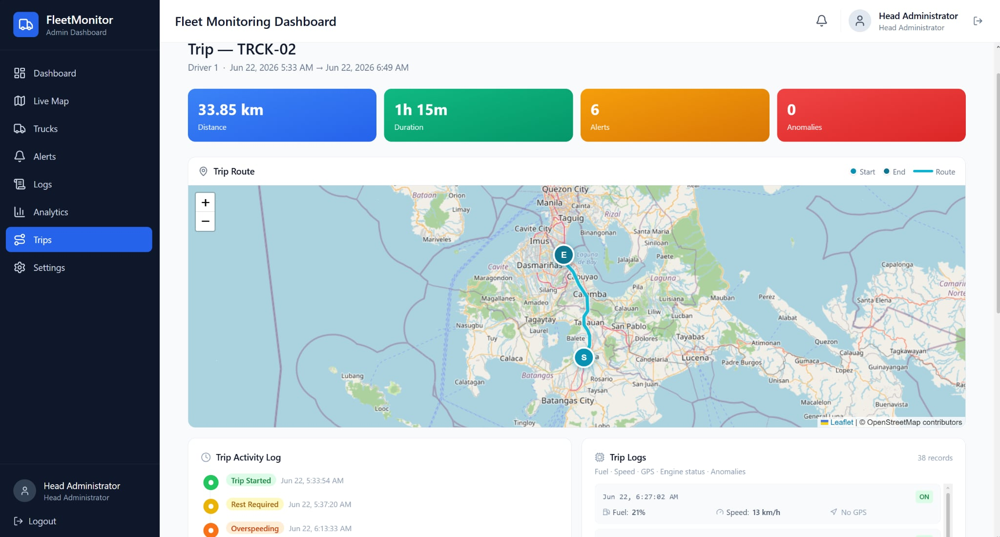 FleetMonitor
Admin Dashboard
Dashboard
Live Map
Trucks
Alerts
Logs
Analytics
Trips
Settings
Head Administrator
Head Administrator
Logout
Fleet Monitoring Dashboard
Head Administrator
Head Administrator
Trip — TRCK-02
Driver 1 · Jun 22, 2026 5:33 AM → Jun 22, 2026 6:49 AM
33.85 km
Distance
1h 15m
Duration
6
Alerts
0
Anomalies
Trip Route
Start
End
Route
+
−
Quezon City
Bataan
Orion
Manila
Cainta
Limay
Taguig
Rizal
Cavite City
Binangonan
Santa Maria
Mariveles
Imus
Siniloan
E
Laguna de Bay
Jalajala
Paete
Cavite
Dasmariñas
Capalonga
Maragondon
Cabuyao
Laguna
Silang
Pila
Magallanes
Calamba
Luisiana
Mauban
Perez
Santa Elena
Amadeo
Calauan
Liliw
Lucban
Alabat
Nasugbu
Tagaytay
Tanauan
San Pablo
Laurel
Tuy
Balete
Dolores
Tayabas
Atimonan
Quezon
Calauag
Tagkawayan
Calaca
S
Candelaria
Lucena
Padre Burgos
Gumaca
Lopez
Guinayangan
Lubang
Batangas
Rosario
San Juan
Unisan
Calatagan
Taysan
Batangas City
Macalelon
Buenavista
Looc
Tingloy
Lobo
Leaflet | © OpenStreetMap contributors
Trip Activity Log
Trip Started Jun 22, 5:33:54 AM
Rest Required Jun 22, 5:37:20 AM
Overspeeding Jun 22, 6:13:33 AM
Trip Logs
38 records
Fuel · Speed · GPS · Engine status · Anomalies
Jun 22, 6:27:02 AM
ON
Fuel: 21%
Speed: 13 km/h
No GPS